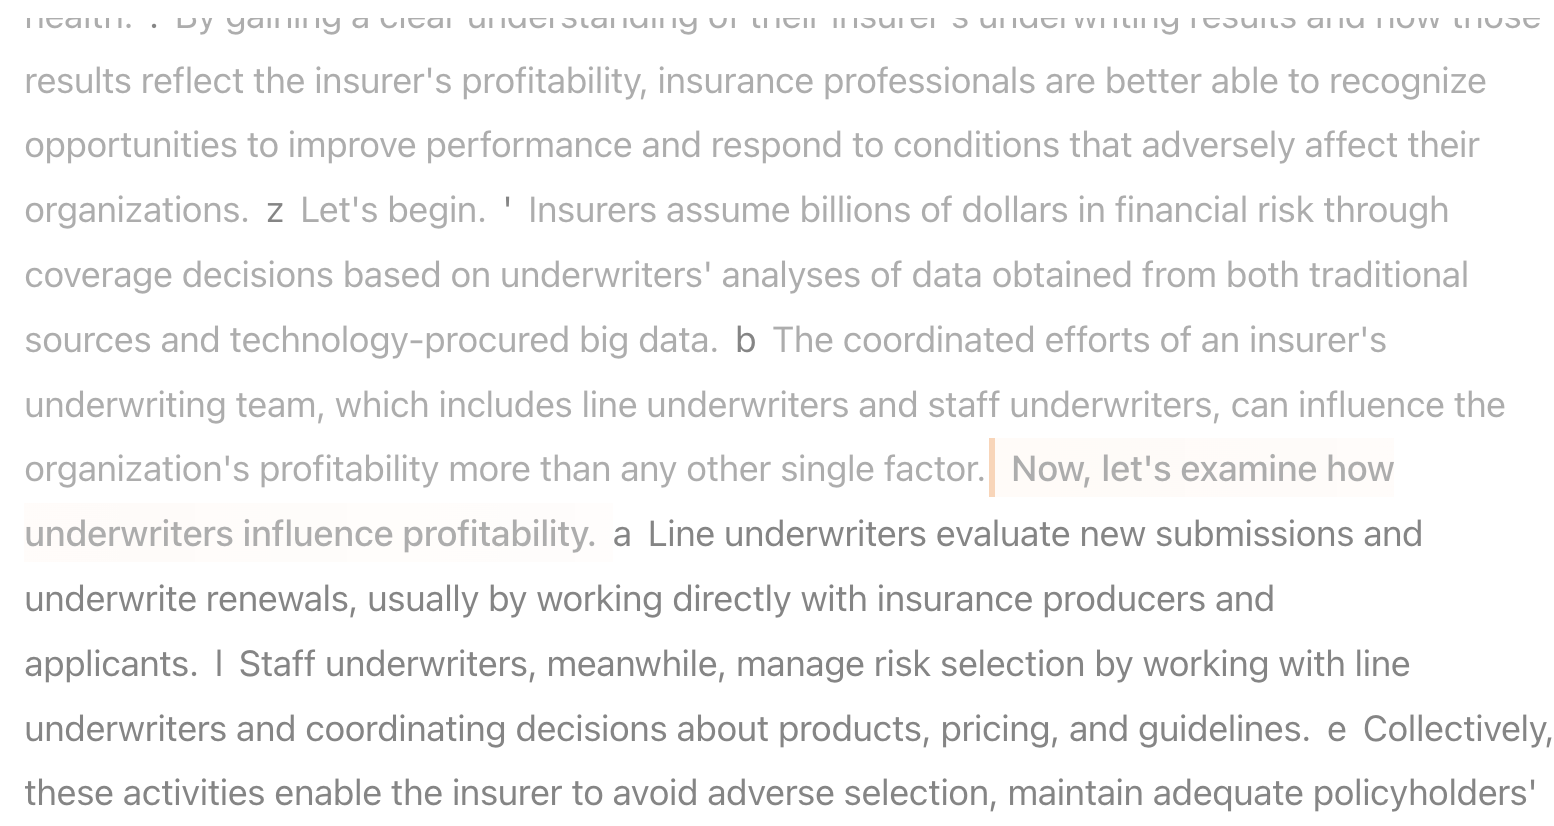 health. . By gaining a clear understanding of their insurer's underwriting results and how those
results reflect the insurer's profitability, insurance professionals are better able to recognize
opportunities to improve performance and respond to conditions that adversely affect their
organizations. z Let's begin. ' Insurers assume billions of dollars in financial risk through
coverage decisions based on underwriters' analyses of data obtained from both traditional
sources and technology-procured big data. b The coordinated efforts of an insurer's
underwriting team, which includes line underwriters and staff underwriters, can influence the
organization's profitability more than any other single factor. Now, let's examine how
underwriters influence profitability. a Line underwriters evaluate new submissions and
underwrite renewals, usually by working directly with insurance producers and
applicants. l Staff underwriters, meanwhile, manage risk selection by working with line
underwriters and coordinating decisions about products, pricing, and guidelines. e Collectively,
these activities enable the insurer to avoid adverse selection, maintain adequate policyholders'